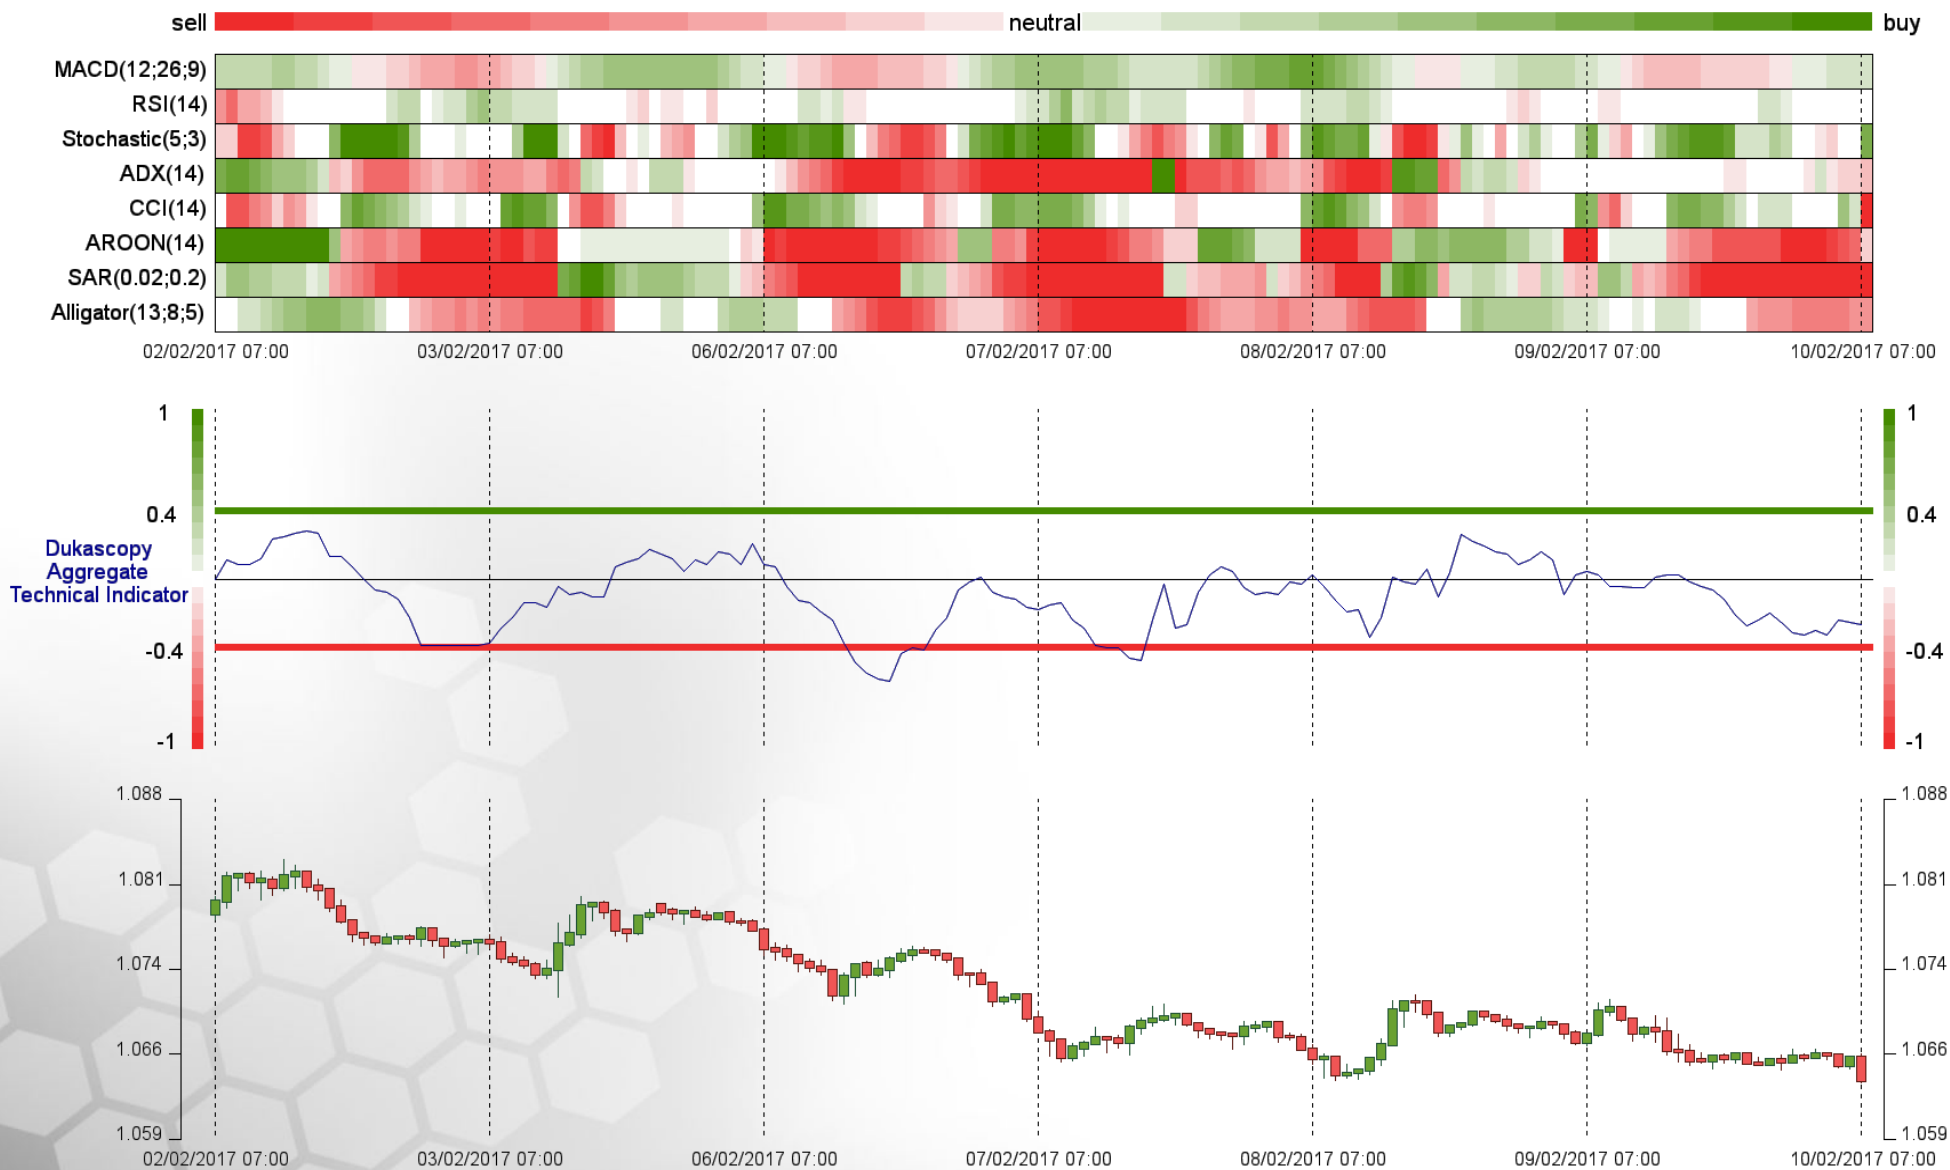 sell neutral buy
MACD(12;26;9)
RSI(14)
Stochastic(5;3)
ADX(14)
CCI(14)
AROON(14)
SAR(0.02;0.2)
Alligator(13;8;5)
02/02/2017 07:00 03/02/2017 07:00 06/02/2017 07:00 07/02/2017 07:00 08/02/2017 07:00 09/02/2017 07:00 10/02/2017 07:00
1 1
0.4 0.4
Dukascopy
Aggregate
Technical Indicator
-0.4 -0.4
-1 -1
1.088 1.088
1.081 1.081
1.074 1.074
1.066 1.066
1.059 1.059
02/02/2017 07:00 03/02/2017 07:00 06/02/2017 07:00 07/02/2017 07:00 08/02/2017 07:00 09/02/2017 07:00 10/02/2017 07:00